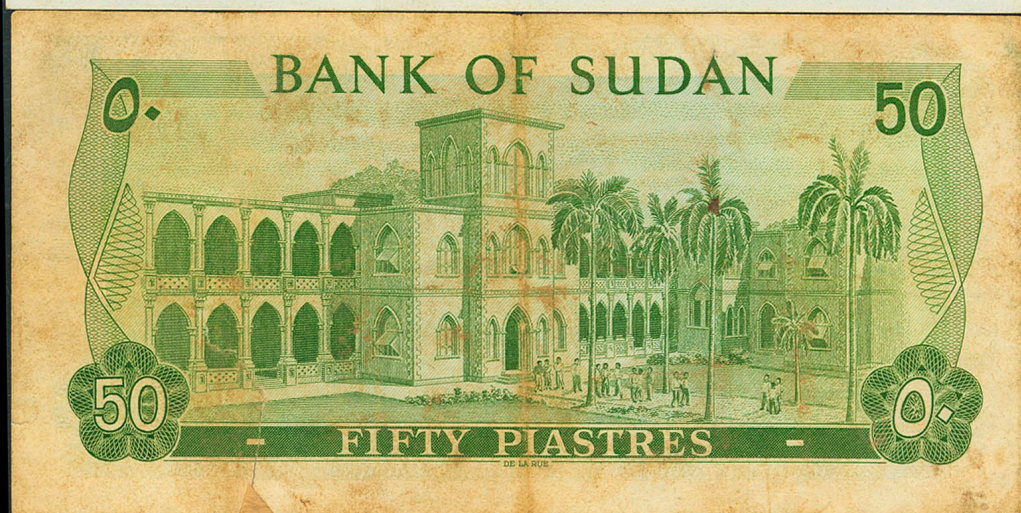 BANK OF SUDAN
٥٠
50
50
- FIFTY PIASTRES -
٥٠
DE LA RUE